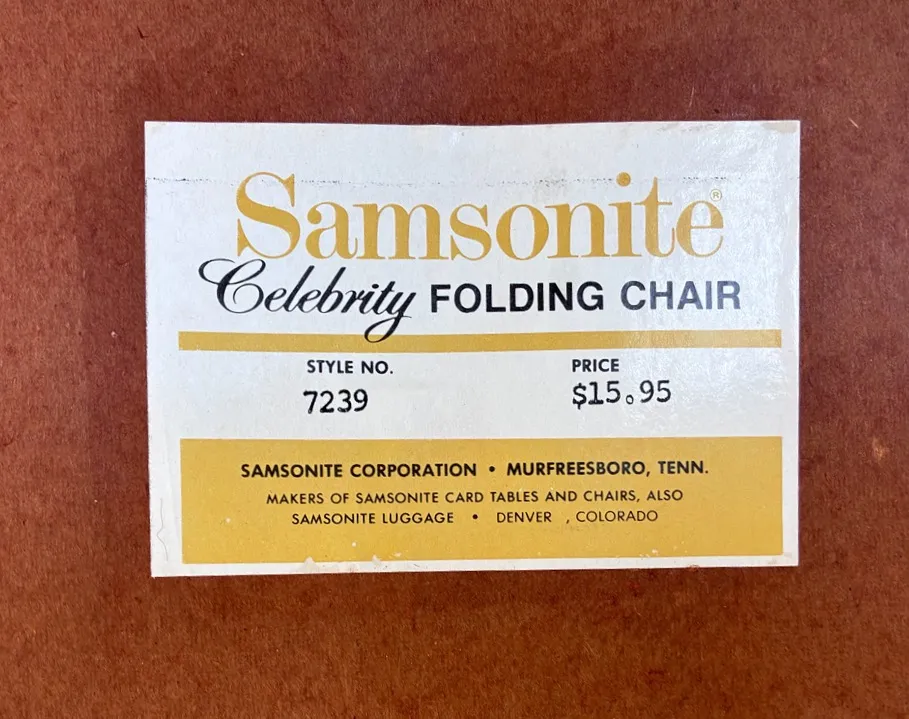 Samsonite®
Celebrity FOLDING CHAIR
STYLE NO. PRICE
7239 $15.95
SAMSONITE CORPORATION • MURFREESBORO, TENN.
MAKERS OF SAMSONITE CARD TABLES AND CHAIRS, ALSO
SAMSONITE LUGGAGE • DENVER , COLORADO